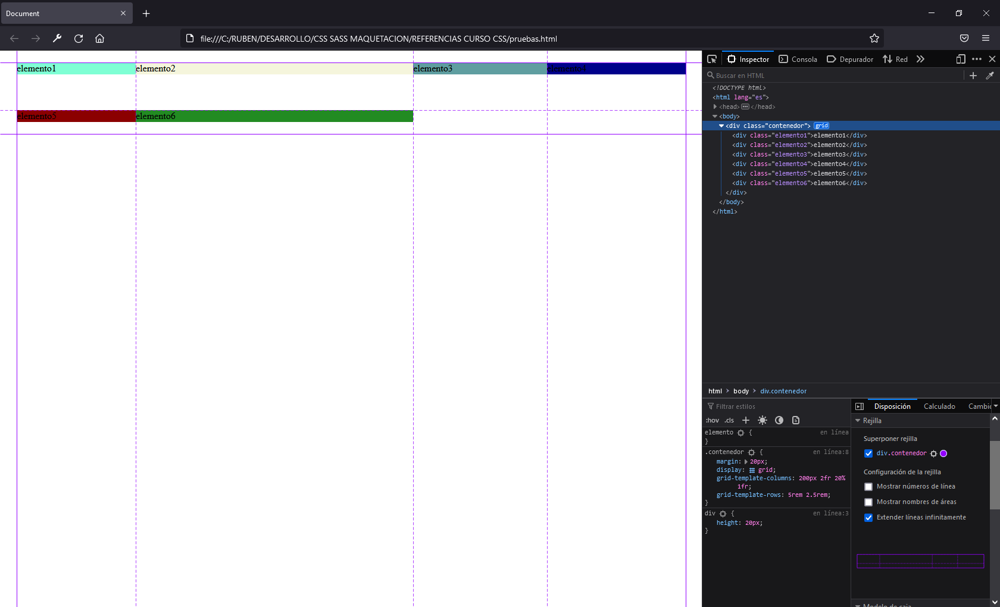 Document
file:///C:/RUBEN/DESARROLLO/CSS SASS MAQUETACION/REFERENCIAS CURSO CSS/pruebas.html
elemento1 elemento2 elemento3 elemento4
elemento5 elemento6
Inspector Consola Depurador Red
Buscar en HTML
<!DOCTYPE html>
<html lang="es">
<head> ••• </head>
<body>
<div class="contenedor"> grid
<div class="elemento1">elemento1</div>
<div class="elemento2">elemento2</div>
<div class="elemento3">elemento3</div>
<div class="elemento4">elemento4</div>
<div class="elemento5">elemento5</div>
<div class="elemento6">elemento6</div>
</div>
</body>
</html>
html > body > div.contenedor
Filtrar estilos
:hov .cls
elemento { en línea
}
.contenedor { en línea:8
margin: 20px;
display: grid;
grid-template-columns: 200px 2fr 20%
1fr;
grid-template-rows: 5rem 2.5rem;
}
div { en línea:3
height: 20px;
}
Disposición Calculado Cambio
Rejilla
Superponer rejilla
div.contenedor
Configuración de la rejilla
Mostrar números de línea
Mostrar nombres de áreas
Extender líneas infinitamente
Modelo de caja